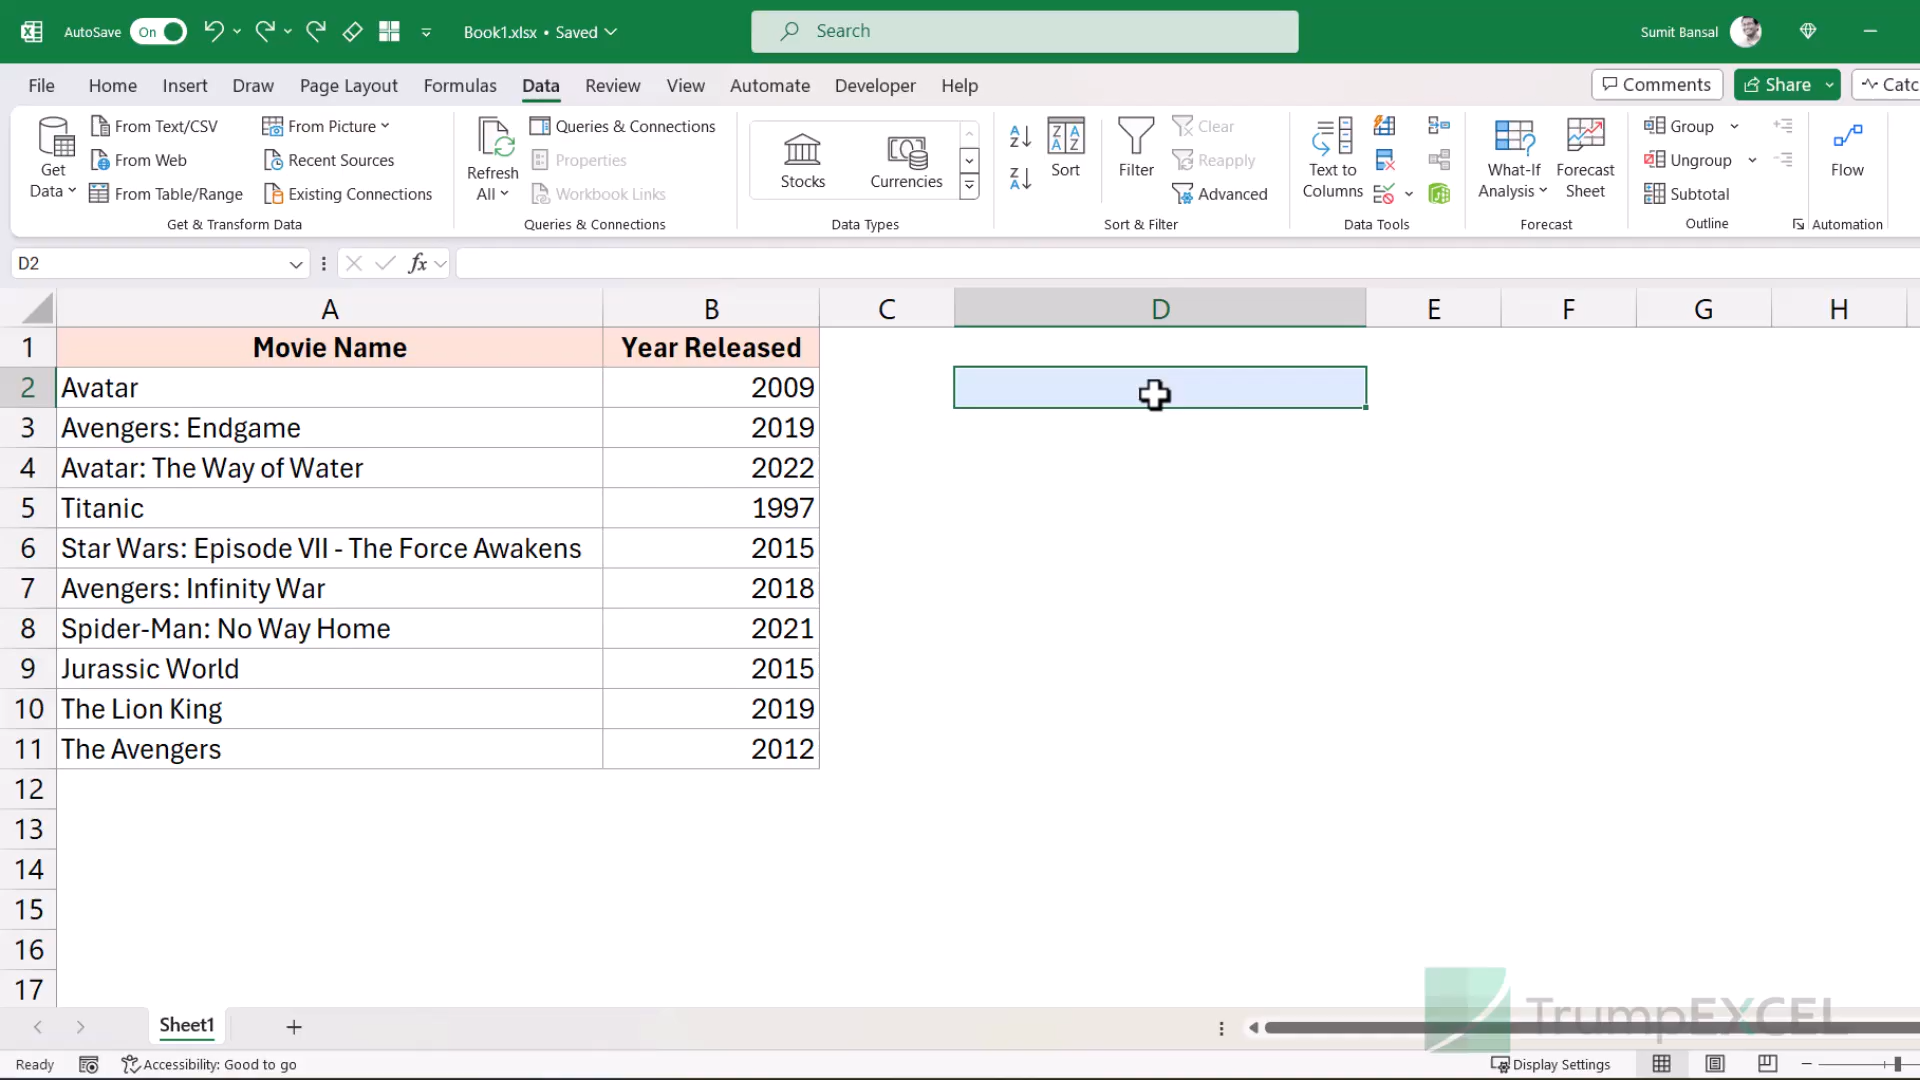 AutoSave On Book1.xlsx • Saved Search Sumit Bansal
File Home Insert Draw Page Layout Formulas Data Review View Automate Developer Help Comments Share Catc
Get Data From Text/CSV From Web From Table/Range From Picture Recent Sources Existing Connections
Get & Transform Data
Refresh All Queries & Connections Properties Workbook Links
Queries & Connections
Stocks Currencies
Data Types
Sort Filter Clear Reapply Advanced
Sort & Filter
Text to Columns
Data Tools
What-If Analysis Forecast Sheet
Forecast
Group Ungroup Subtotal
Outline
Flow
Automation
D2 fx
A B C D E F G H
1 Movie Name Year Released
2 Avatar 2009
3 Avengers: Endgame 2019
4 Avatar: The Way of Water 2022
5 Titanic 1997
6 Star Wars: Episode VII - The Force Awakens 2015
7 Avengers: Infinity War 2018
8 Spider-Man: No Way Home 2021
9 Jurassic World 2015
10 The Lion King 2019
11 The Avengers 2012
12
13
14
15
16
17
TrumpEXCEL
Sheet1
Ready Accessibility: Good to go Display Settings